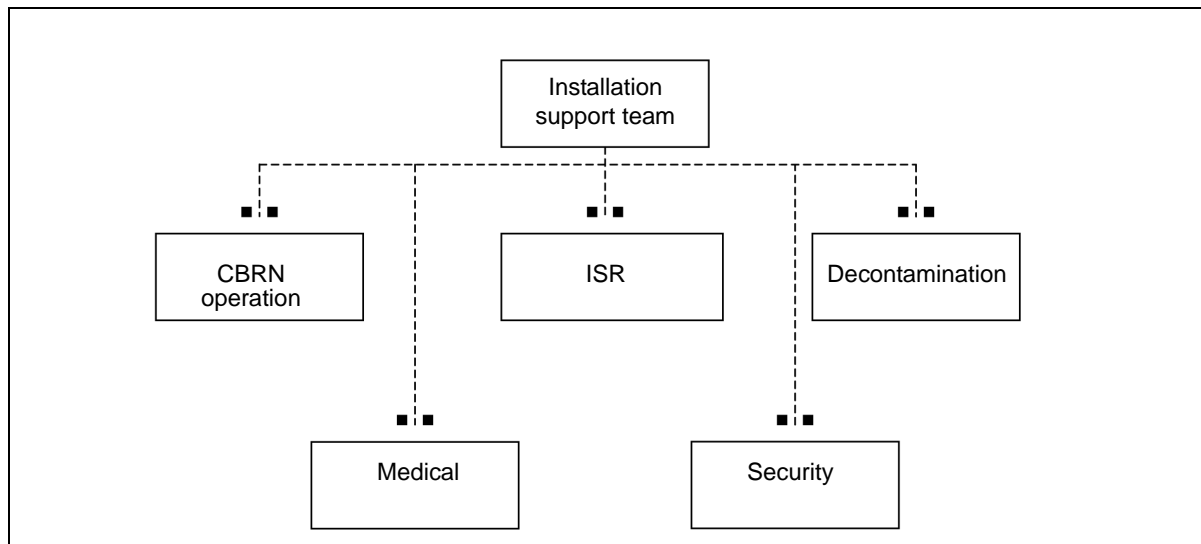 Installation
support team
CBRN
operation
ISR
Decontamination
Medical
Security